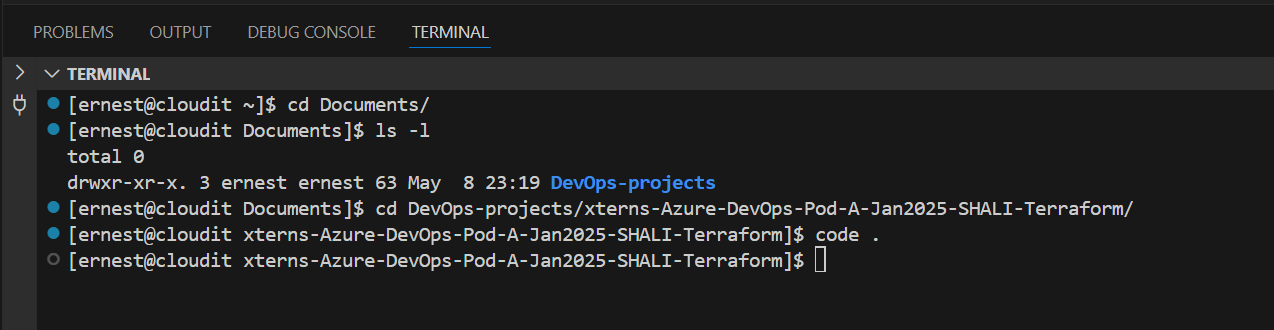 PROBLEMS OUTPUT DEBUG CONSOLE TERMINAL
TERMINAL
[ernest@cloudit ~]$ cd Documents/
[ernest@cloudit Documents]$ ls -l
total 0
drwxr-xr-x. 3 ernest ernest 63 May  8 23:19 DevOps-projects
[ernest@cloudit Documents]$ cd DevOps-projects/xterns-Azure-DevOps-Pod-A-Jan2025-SHALI-Terraform/
[ernest@cloudit xterns-Azure-DevOps-Pod-A-Jan2025-SHALI-Terraform]$ code .
[ernest@cloudit xterns-Azure-DevOps-Pod-A-Jan2025-SHALI-Terraform]$